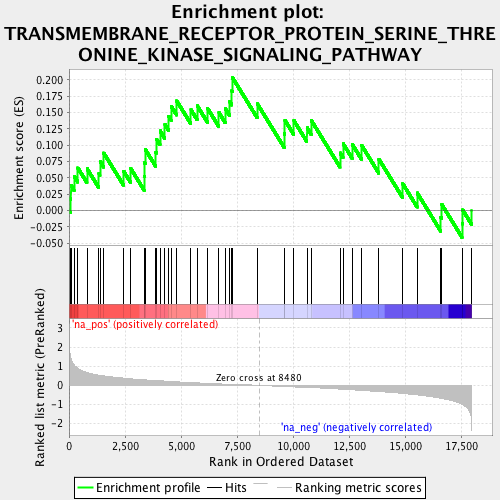 Enrichment plot:
TRANSMEMBRANE_RECEPTOR_PROTEIN_SERINE_THRE
ONINE_KINASE_SIGNALING_PATHWAY
Enrichment score (ES)
0.200
0.175
0.150
0.125
0.100
0.075
0.050
0.025
0.000
-0.025
-0.050
'na_pos' (positively correlated)
Ranked list metric (PreRanked)
3
2
1
0
-1
-2
Zero cross at 8480
'na_neg' (negatively correlated)
0
2,500
5,000
7,500
10,000
12,500
15,000
17,500
Rank in Ordered Dataset
Enrichment profile
Hits
Ranking metric scores